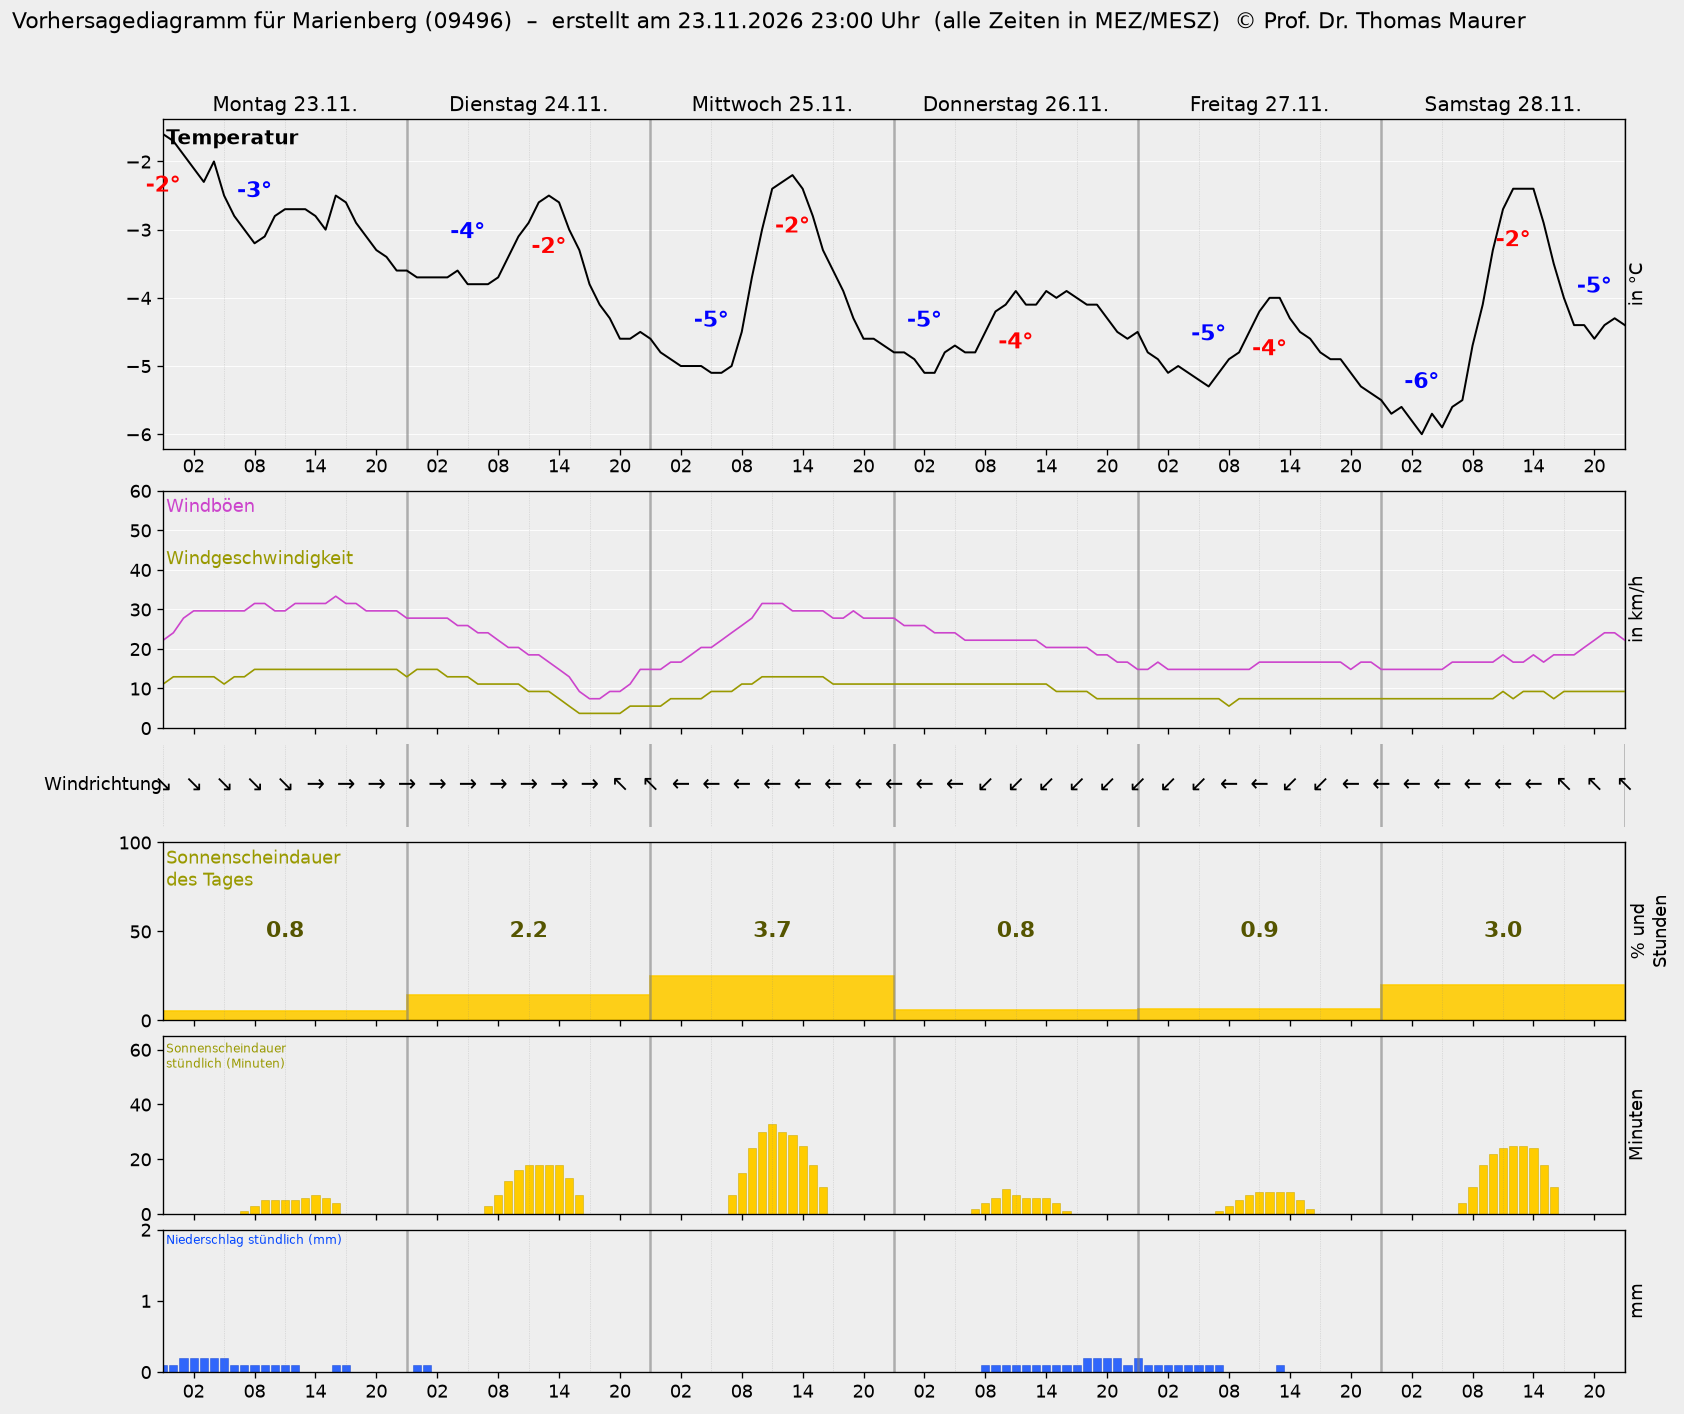 Vorhersagediagramm für Marienberg (09496) – erstellt am 23.11.2026 23:00 Uhr (alle Zeiten in MEZ/MESZ) © Prof. Dr. Thomas Maurer
Montag 23.11. Dienstag 24.11. Mittwoch 25.11. Donnerstag 26.11. Freitag 27.11. Samstag 28.11.
Temperatur
−2
−3
−4
−5
−6
-2° -3° -4° -2° -5° -2° -5° -4° -5° -4° -6° -2° -5°
in °C
02 08 14 20 02 08 14 20 02 08 14 20 02 08 14 20 02 08 14 20 02 08 14 20
60
Windböen
50
Windgeschwindigkeit
40
30
20
10
0
in km/h
Windrichtung
↘ ↘ ↘ ↘ ↘ → → → → → → → → → → ↖ ↖ ← ← ← ← ← ← ← ← ← ← ↙ ↙ ↙ ↙ ↙ ↙ ↙ ↙ ← ← ↙ ↙ ← ← ← ← ← ← ← ↖ ↖ ↖
100
Sonnenscheindauer
des Tages
50
0
0.8 2.2 3.7 0.8 0.9 3.0
% und
Stunden
Sonnenscheindauer
stündlich (Minuten)
60
40
20
0
Minuten
Niederschlag stündlich (mm)
2
1
0
mm
02 08 14 20 02 08 14 20 02 08 14 20 02 08 14 20 02 08 14 20 02 08 14 20